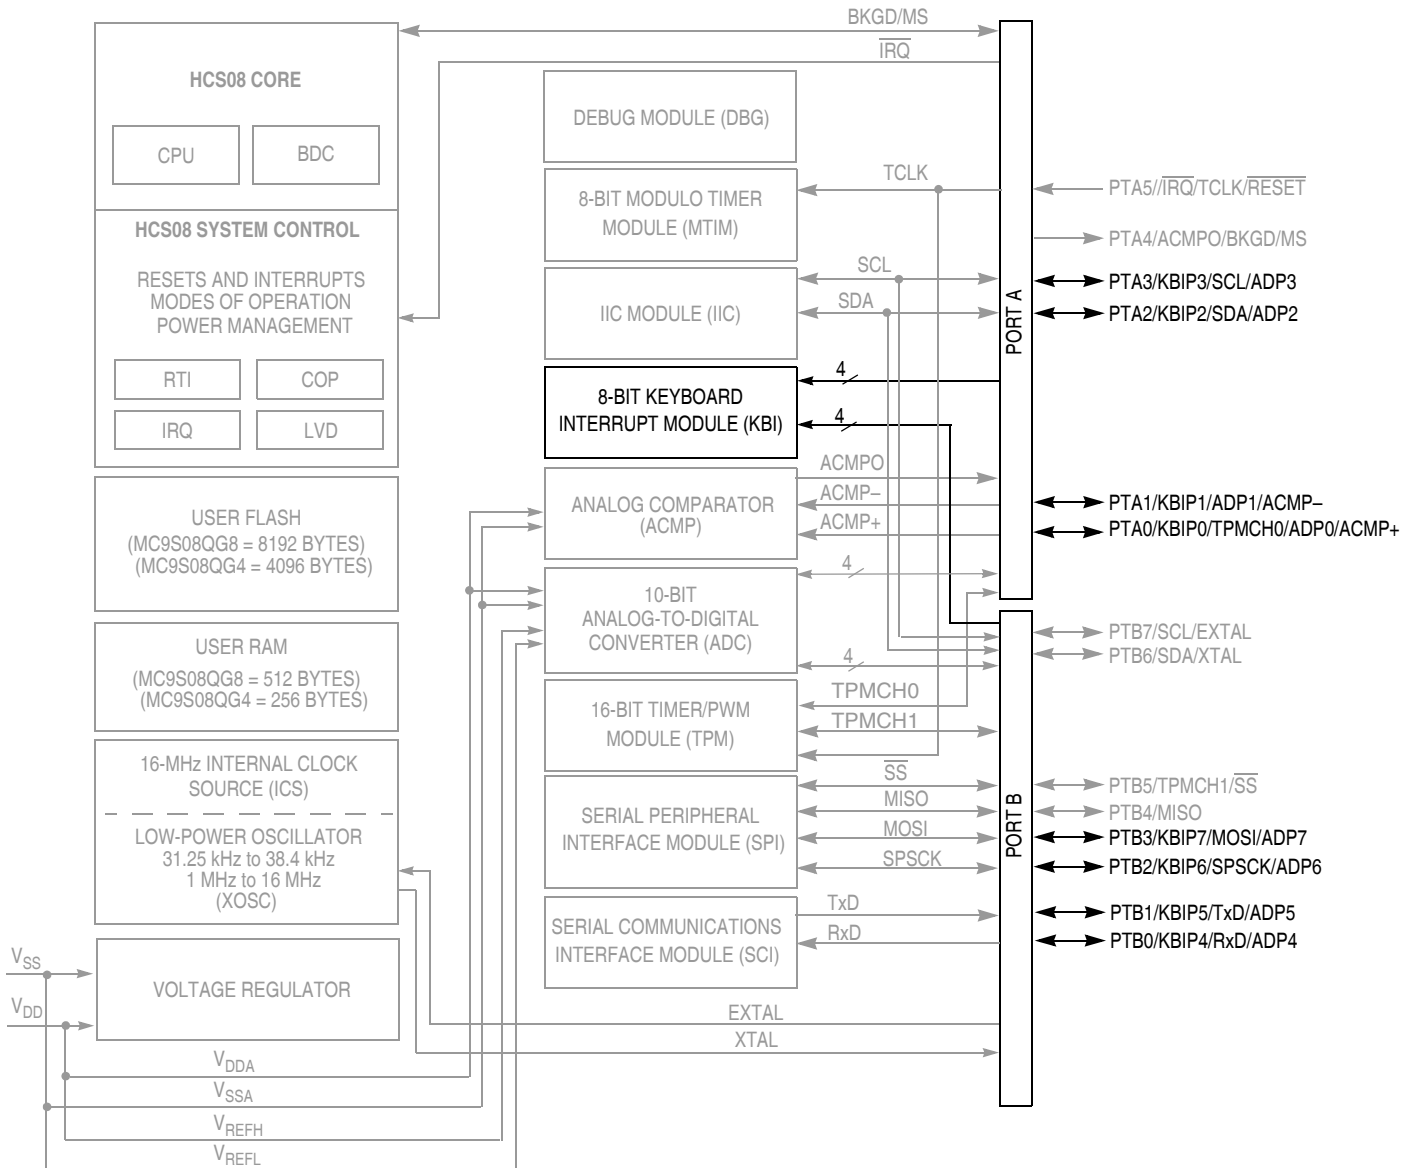 BKGD/MS
IRQ
HCS08 CORE
CPU
BDC
HCS08 SYSTEM CONTROL
RESETS AND INTERRUPTS
MODES OF OPERATION
POWER MANAGEMENT
RTI
COP
IRQ
LVD
USER FLASH
(MC9S08QG8 = 8192 BYTES)
(MC9S08QG4 = 4096 BYTES)
USER RAM
(MC9S08QG8 = 512 BYTES)
(MC9S08QG4 = 256 BYTES)
16-MHz INTERNAL CLOCK
SOURCE (ICS)
LOW-POWER OSCILLATOR
31.25 kHz to 38.4 kHz
1 MHz to 16 MHz
(XOSC)
VOLTAGE REGULATOR
VSS
VDD
VDDA
VSSA
VREFH
VREFL
DEBUG MODULE (DBG)
8-BIT MODULO TIMER
MODULE (MTIM)
TCLK
IIC MODULE (IIC)
SCL
SDA
8-BIT KEYBOARD
INTERRUPT MODULE (KBI)
4
4
ANALOG COMPARATOR
(ACMP)
ACMPO
ACMP–
ACMP+
10-BIT
ANALOG-TO-DIGITAL
CONVERTER (ADC)
4
4
16-BIT TIMER/PWM
MODULE (TPM)
TPMCH0
TPMCH1
SERIAL PERIPHERAL
INTERFACE MODULE (SPI)
SS
MISO
MOSI
SPSCK
SERIAL COMMUNICATIONS
INTERFACE MODULE (SCI)
TxD
RxD
EXTAL
XTAL
PORT A
PTA5//IRQ/TCLK/RESET
PTA4/ACMPO/BKGD/MS
PTA3/KBIP3/SCL/ADP3
PTA2/KBIP2/SDA/ADP2
PTA1/KBIP1/ADP1/ACMP–
PTA0/KBIP0/TPMCH0/ADP0/ACMP+
PORT B
PTB7/SCL/EXTAL
PTB6/SDA/XTAL
PTB5/TPMCH1/SS
PTB4/MISO
PTB3/KBIP7/MOSI/ADP7
PTB2/KBIP6/SPSCK/ADP6
PTB1/KBIP5/TxD/ADP5
PTB0/KBIP4/RxD/ADP4